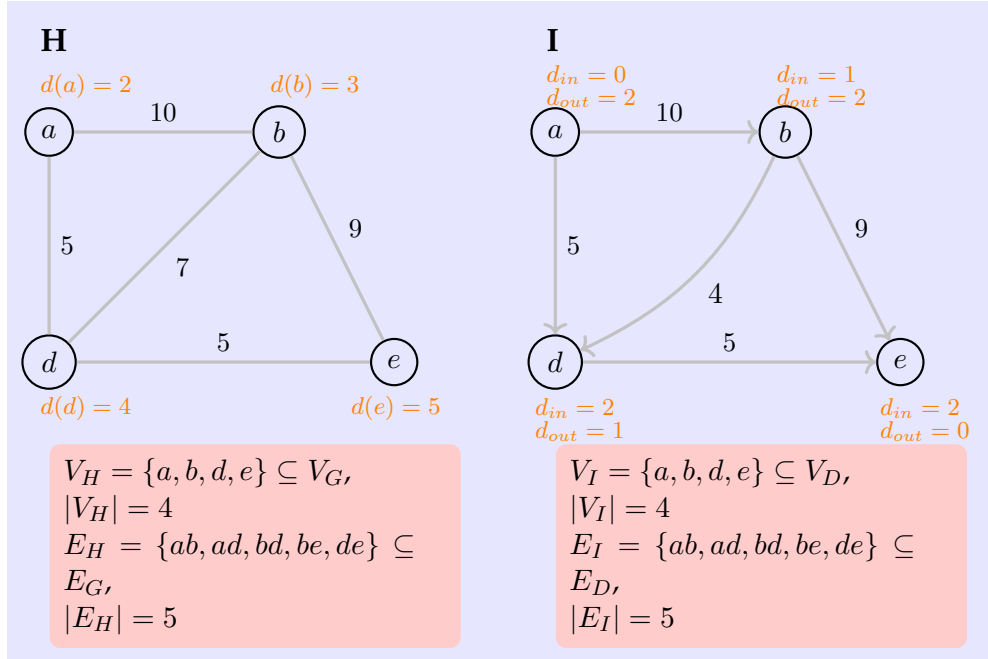 H
d(a) = 2
d(b) = 3
a
10
b
5
7
9
d
5
e
d(d) = 4
d(e) = 5
V_H = {a, b, d, e} ⊆ V_G,
|V_H| = 4
E_H = {ab, ad, bd, be, de} ⊆
E_G,
|E_H| = 5
I
d_in = 0
d_out = 2
d_in = 1
d_out = 2
a
10
b
5
4
9
d
5
e
d_in = 2
d_out = 1
d_in = 2
d_out = 0
V_I = {a, b, d, e} ⊆ V_D,
|V_I| = 4
E_I = {ab, ad, bd, be, de} ⊆
E_D,
|E_I| = 5